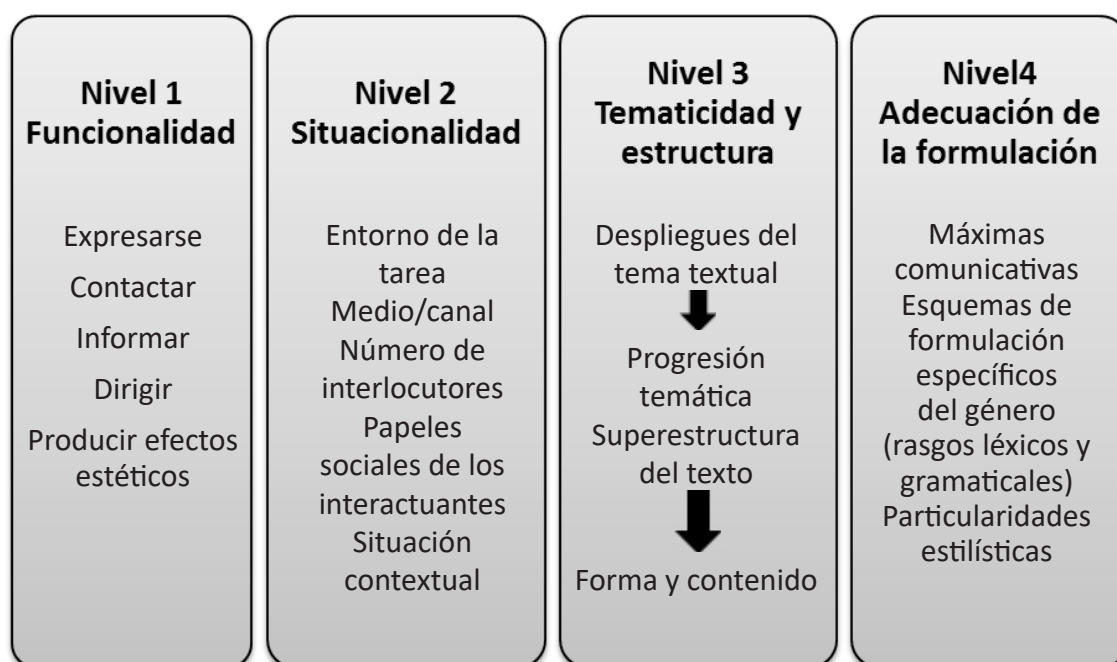 Nivel 1
Funcionalidad
Expresarse
Contactar
Informar
Dirigir
Producir efectos
estéticos
Nivel 2
Situacionalidad
Entorno de la
tarea
Medio/canal
Número de
interlocutores
Papeles
sociales de los
interactuantes
Situación
contextual
Nivel 3
Tematicidad y
estructura
Despliegues del
tema textual
Progresión
temática
Superestructura
del texto
Forma y contenido
Nivel4
Adecuación de
la formulación
Máximas
comunicativas
Esquemas de
formulación
específicos
del género
(rasgos léxicos y
gramaticales)
Particularidades
estilísticas